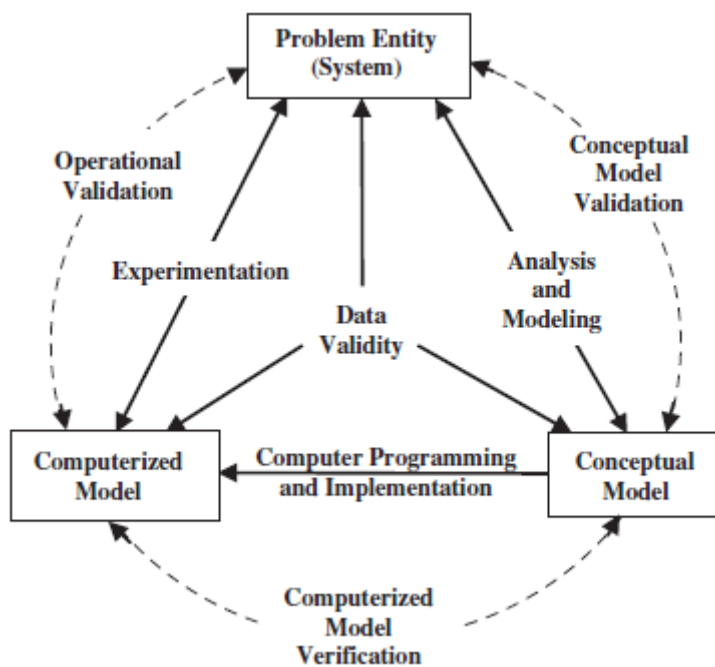 Problem Entity
(System)
Operational
Validation
Conceptual
Model
Validation
Experimentation
Analysis
and
Modeling
Data
Validity
Computerized
Model
Computer Programming
and Implementation
Conceptual
Model
Computerized
Model
Verification